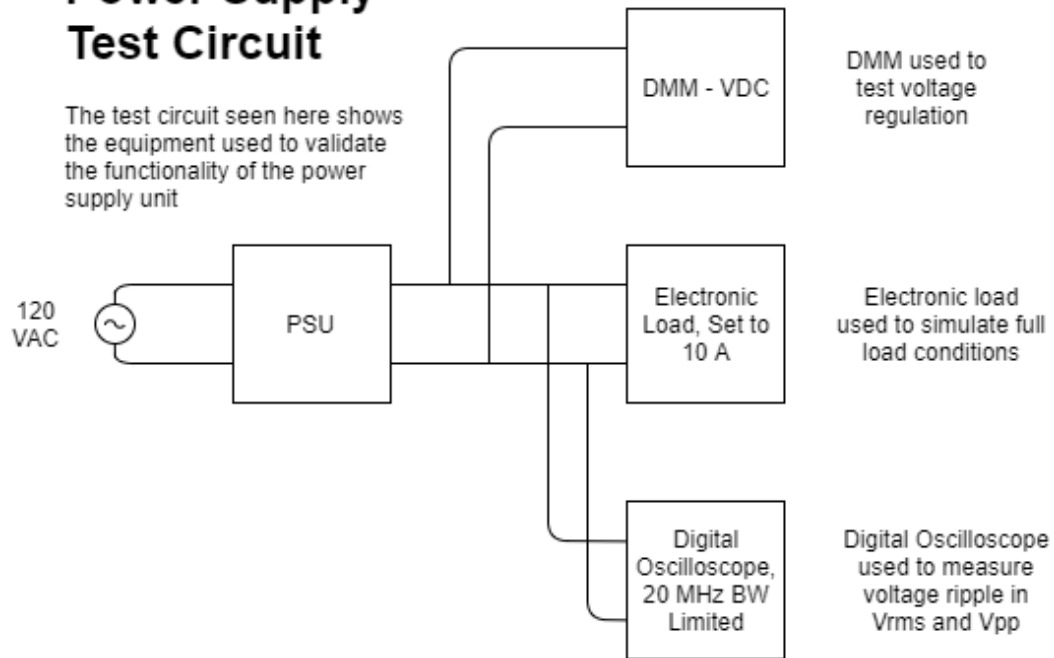 Power Supply
Test Circuit
The test circuit seen here shows
the equipment used to validate
the functionality of the power
supply unit
120
VAC
PSU
DMM - VDC
DMM used to
test voltage
regulation
Electronic
Load, Set to
10 A
Electronic load
used to simulate full
load conditions
Digital
Oscilloscope,
20 MHz BW
Limited
Digital Oscilloscope
used to measure
voltage ripple in
Vrms and Vpp